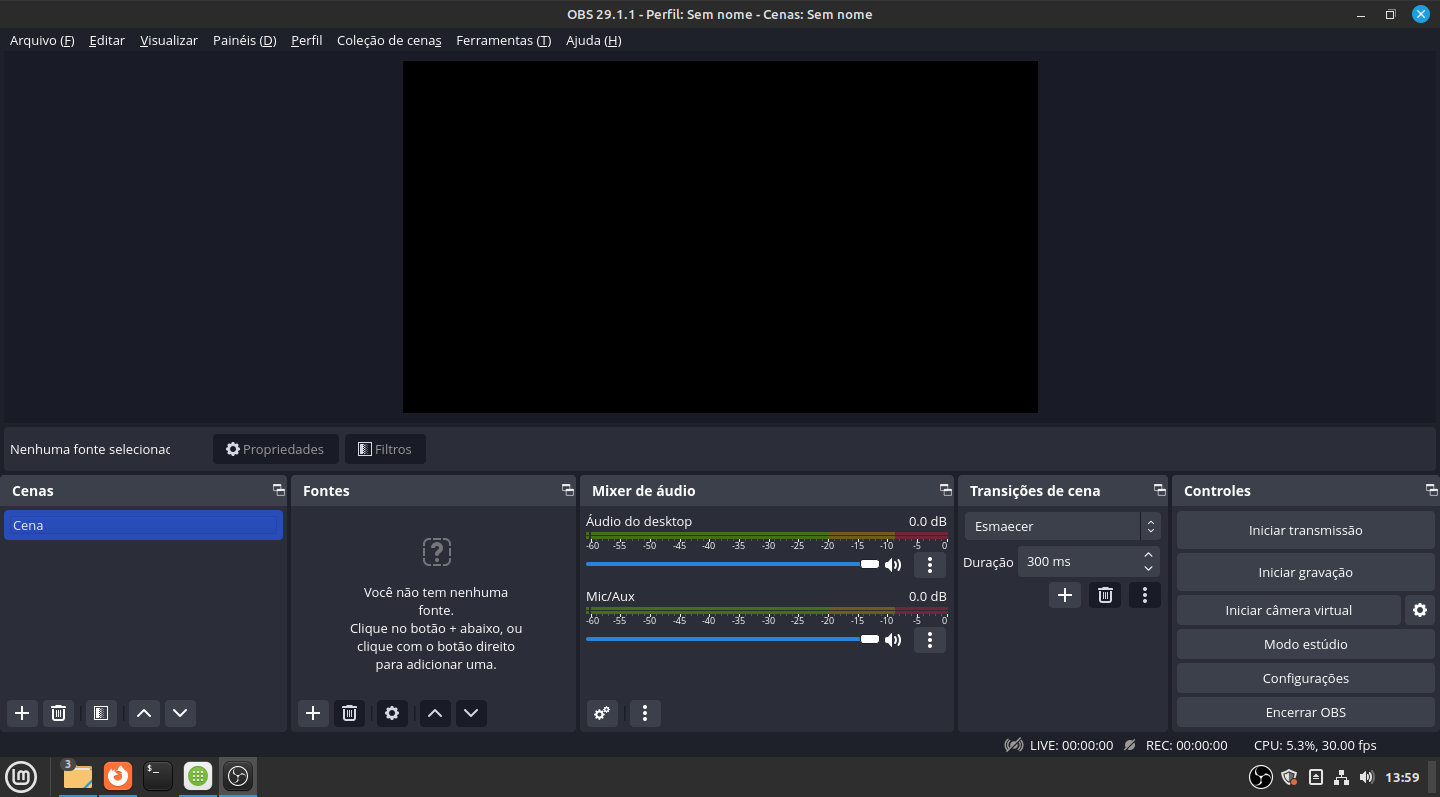 OBS 29.1.1 - Perfil: Sem nome - Cenas: Sem nome
Arquivo (F) Editar Visualizar Painéis (D) Perfil Coleção de cenas Ferramentas (T) Ajuda (H)
Nenhuma fonte selecionac Propriedades Filtros
Cenas
Cena
Fontes
Você não tem nenhuma
fonte.
Clique no botão + abaixo, ou
clique com o botão direito
para adicionar uma.
Mixer de áudio
Áudio do desktop 0.0 dB
-60 -55 -50 -45 -40 -35 -30 -25 -20 -15 -10 -5 0
Mic/Aux 0.0 dB
-60 -55 -50 -45 -40 -35 -30 -25 -20 -15 -10 -5 0
Transições de cena
Esmaecer
Duração 300 ms
Controles
Iniciar transmissão
Iniciar gravação
Iniciar câmera virtual
Modo estúdio
Configurações
Encerrar OBS
LIVE: 00:00:00 REC: 00:00:00 CPU: 5.3%, 30.00 fps
3 $_ 13:59